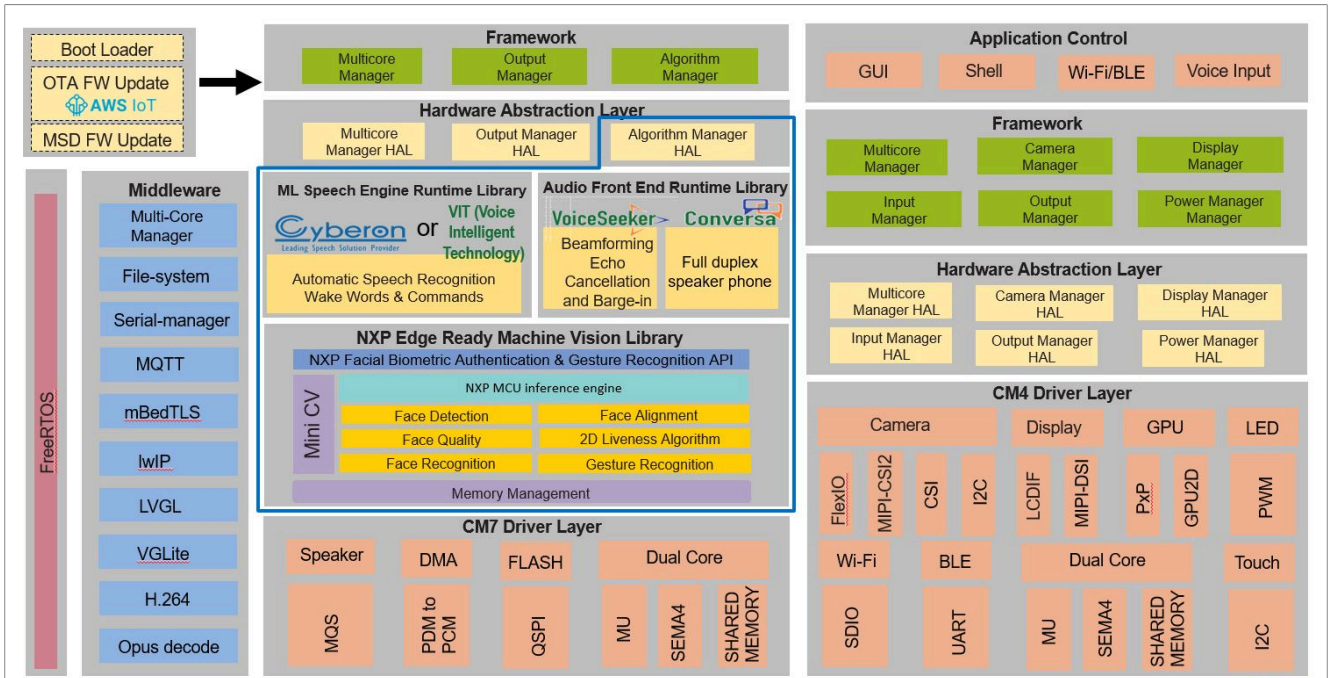 Boot Loader
OTA FW Update
AWS IoT
MSD FW Update
FreeRTOS
Middleware
Multi-Core
Manager
File-system
Serial-manager
MQTT
mBedTLS
lwIP
LVGL
VGLite
H.264
Opus decode
Framework
Multicore
Manager
Output
Manager
Algorithm
Manager
Hardware Abstraction Layer
Multicore
Manager HAL
Output Manager
HAL
Algorithm Manager
HAL
ML Speech Engine Runtime Library
Cyberon
Leading Speech Solution Provider
or
VIT (Voice
Intelligent
Technology)
Automatic Speech Recognition
Wake Words & Commands
Audio Front End Runtime Library
VoiceSeeker
Conversa
Beamforming
Echo
Cancellation
and Barge-in
Full duplex
speaker phone
NXP Edge Ready Machine Vision Library
NXP Facial Biometric Authentication & Gesture Recognition API
Mini CV
NXP MCU inference engine
Face Detection
Face Alignment
Face Quality
2D Liveness Algorithm
Face Recognition
Gesture Recognition
Memory Management
CM7 Driver Layer
Speaker
DMA
FLASH
Dual Core
MQS
PDM to
PCM
QSPI
MU
SEMA4
SHARED
MEMORY
Application Control
GUI
Shell
Wi-Fi/BLE
Voice Input
Framework
Multicore
Manager
Camera
Manager
Display
Manager
Input
Manager
Output
Manager
Power Manager
Manager
Hardware Abstraction Layer
Multicore
Manager HAL
Camera Manager
HAL
Display Manager
HAL
Input Manager
HAL
Output Manager
HAL
Power Manager
HAL
CM4 Driver Layer
Camera
Display
GPU
LED
FlexIO
MIPI-CSI2
CSI
I2C
LCDIF
MIPI-DSI
PxP
GPU2D
PWM
Wi-Fi
BLE
Dual Core
Touch
SDIO
UART
MU
SEMA4
SHARED
MEMORY
I2C